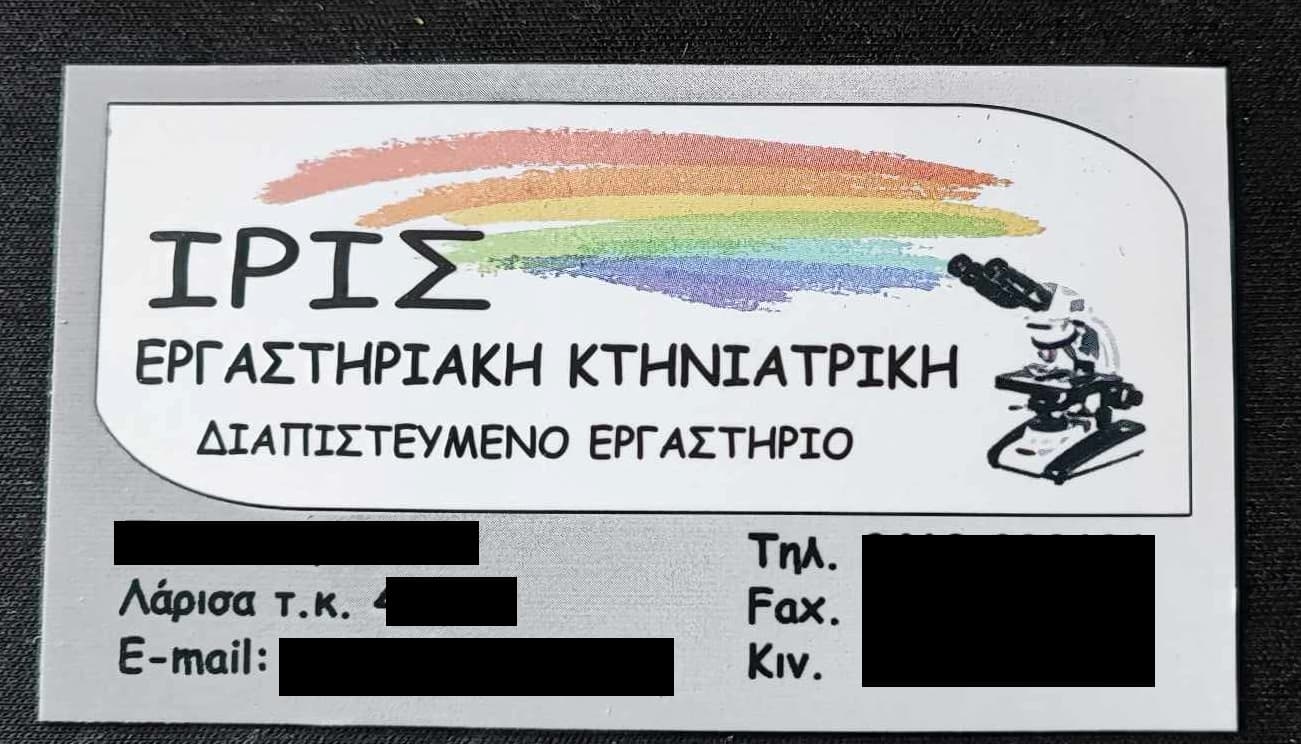 ΙΡΙΣ
ΕΡΓΑΣΤΗΡΙΑΚΗ ΚΤΗΝΙΑΤΡΙΚΗ
ΔΙΑΠΙΣΤΕΥΜΕΝΟ ΕΡΓΑΣΤΗΡΙΟ
Λάρισα τ.κ.
E-mail:
Τηλ.
Fax.
Κιν.